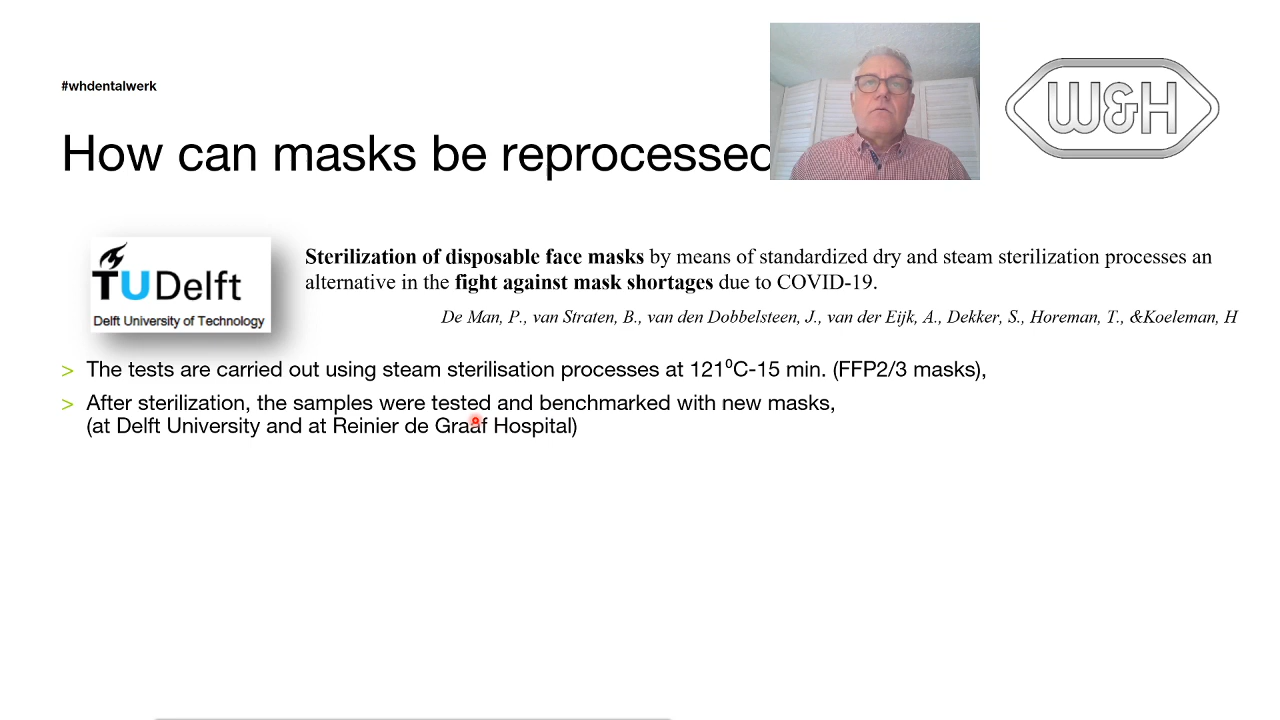 #whdentalwerk
W&H
How can masks be reprocessed
TU Delft
Delft University of Technology
Sterilization of disposable face masks by means of standardized dry and steam sterilization processes an
alternative in the fight against mask shortages due to COVID-19.
De Man, P., van Straten, B., van den Dobbelsteen, J., van der Eijk, A., Dekker, S., Horeman, T., &Koeleman, H
> The tests are carried out using steam sterilisation processes at 121⁰C-15 min. (FFP2/3 masks),
> After sterilization, the samples were tested and benchmarked with new masks,
(at Delft University and at Reinier de Graaf Hospital)